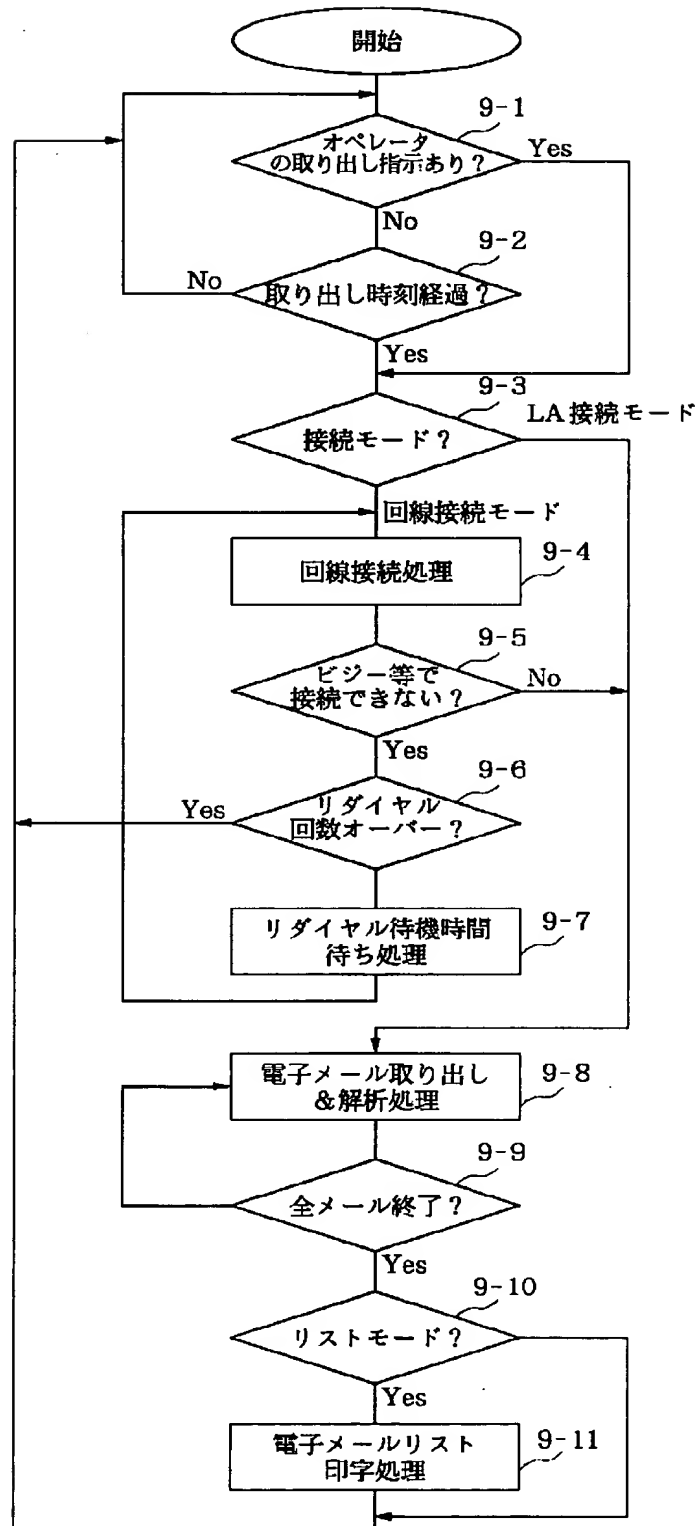 開始
9-1
オペレータ
の取り出し指示あり?
Yes
No
9-2
取り出し時刻経過?
No
Yes
9-3
接続モード?
LA接続モード
回線接続モード
回線接続処理
9-4
9-5
ビジー等で
接続できない?
No
Yes
9-6
リダイヤル
回数オーバー?
Yes
リダイヤル待機時間
待ち処理
9-7
電子メール取り出し
&解析処理
9-8
9-9
全メール終了?
Yes
9-10
リストモード?
Yes
電子メールリスト
印字処理
9-11